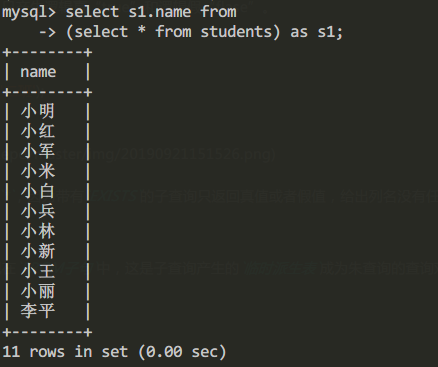 mysql> select s1.name from
    -> (select * from students) as s1;
+--------+
| name   |
+--------+
| 小明   |
| 小红   |
| 小军   |
| 小米   |
| 小白   |
| 小兵   |
| 小林   |
| 小新   |
| 小王   |
| 小丽   |
| 李平   |
+--------+
11 rows in set (0.00 sec)